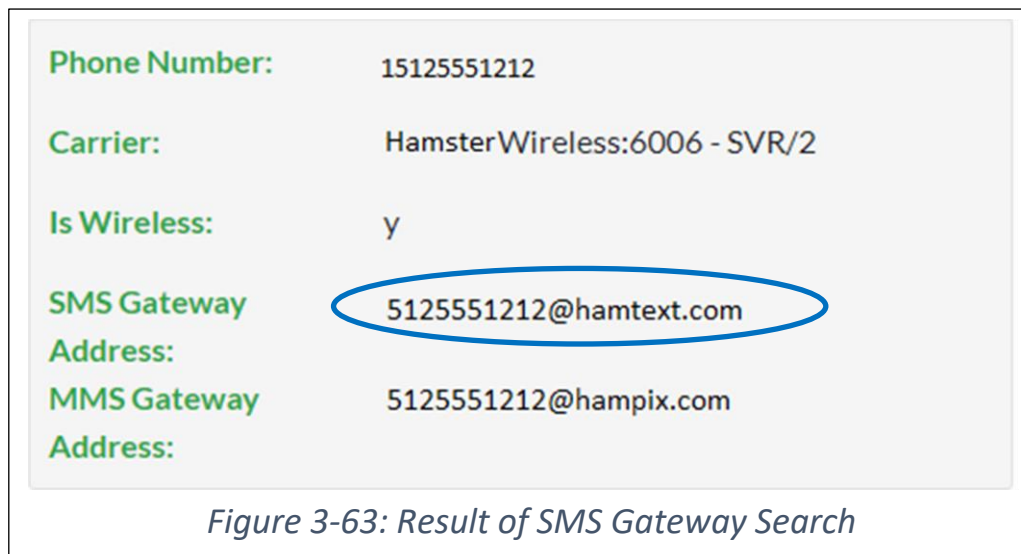 Phone Number: 15125551212
Carrier: HamsterWireless:6006 - SVR/2
Is Wireless: y
SMS Gateway 5125551212@hamtext.com
Address:
MMS Gateway 5125551212@hampix.com
Address:
Figure 3-63: Result of SMS Gateway Search